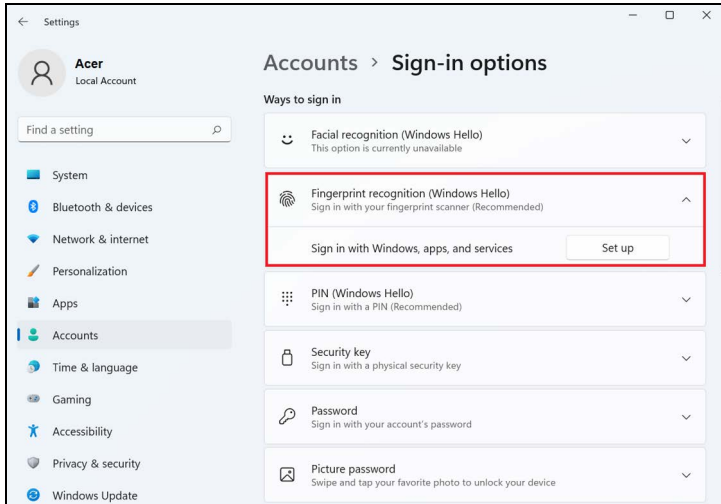 Settings
Acer
Local Account
Find a setting
System
Bluetooth & devices
Network & internet
Personalization
Apps
Accounts
Time & language
Gaming
Accessibility
Privacy & security
Windows Update
Accounts > Sign-in options
Ways to sign in
Facial recognition (Windows Hello)
This option is currently unavailable
Fingerprint recognition (Windows Hello)
Sign in with your fingerprint scanner (Recommended)
Sign in with Windows, apps, and services
Set up
PIN (Windows Hello)
Sign in with a PIN (Recommended)
Security key
Sign in with a physical security key
Password
Sign in with your account's password
Picture password
Swipe and tap your favorite photo to unlock your device